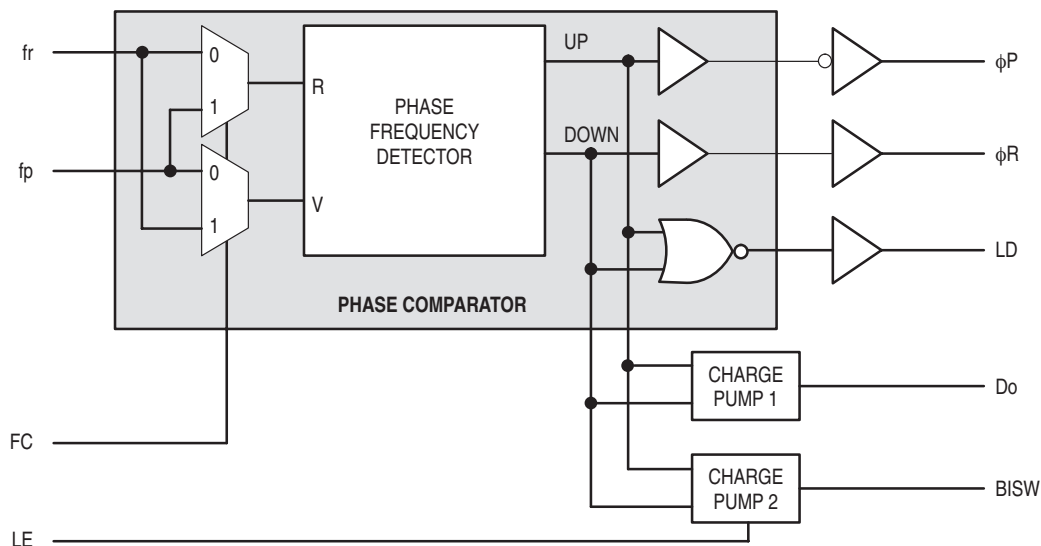 fr
0
1
R
PHASE
FREQUENCY
DETECTOR
UP
ϕP
fp
0
1
V
DOWN
ϕR
LD
PHASE COMPARATOR
CHARGE
PUMP 1
Do
FC
CHARGE
PUMP 2
BISW
LE